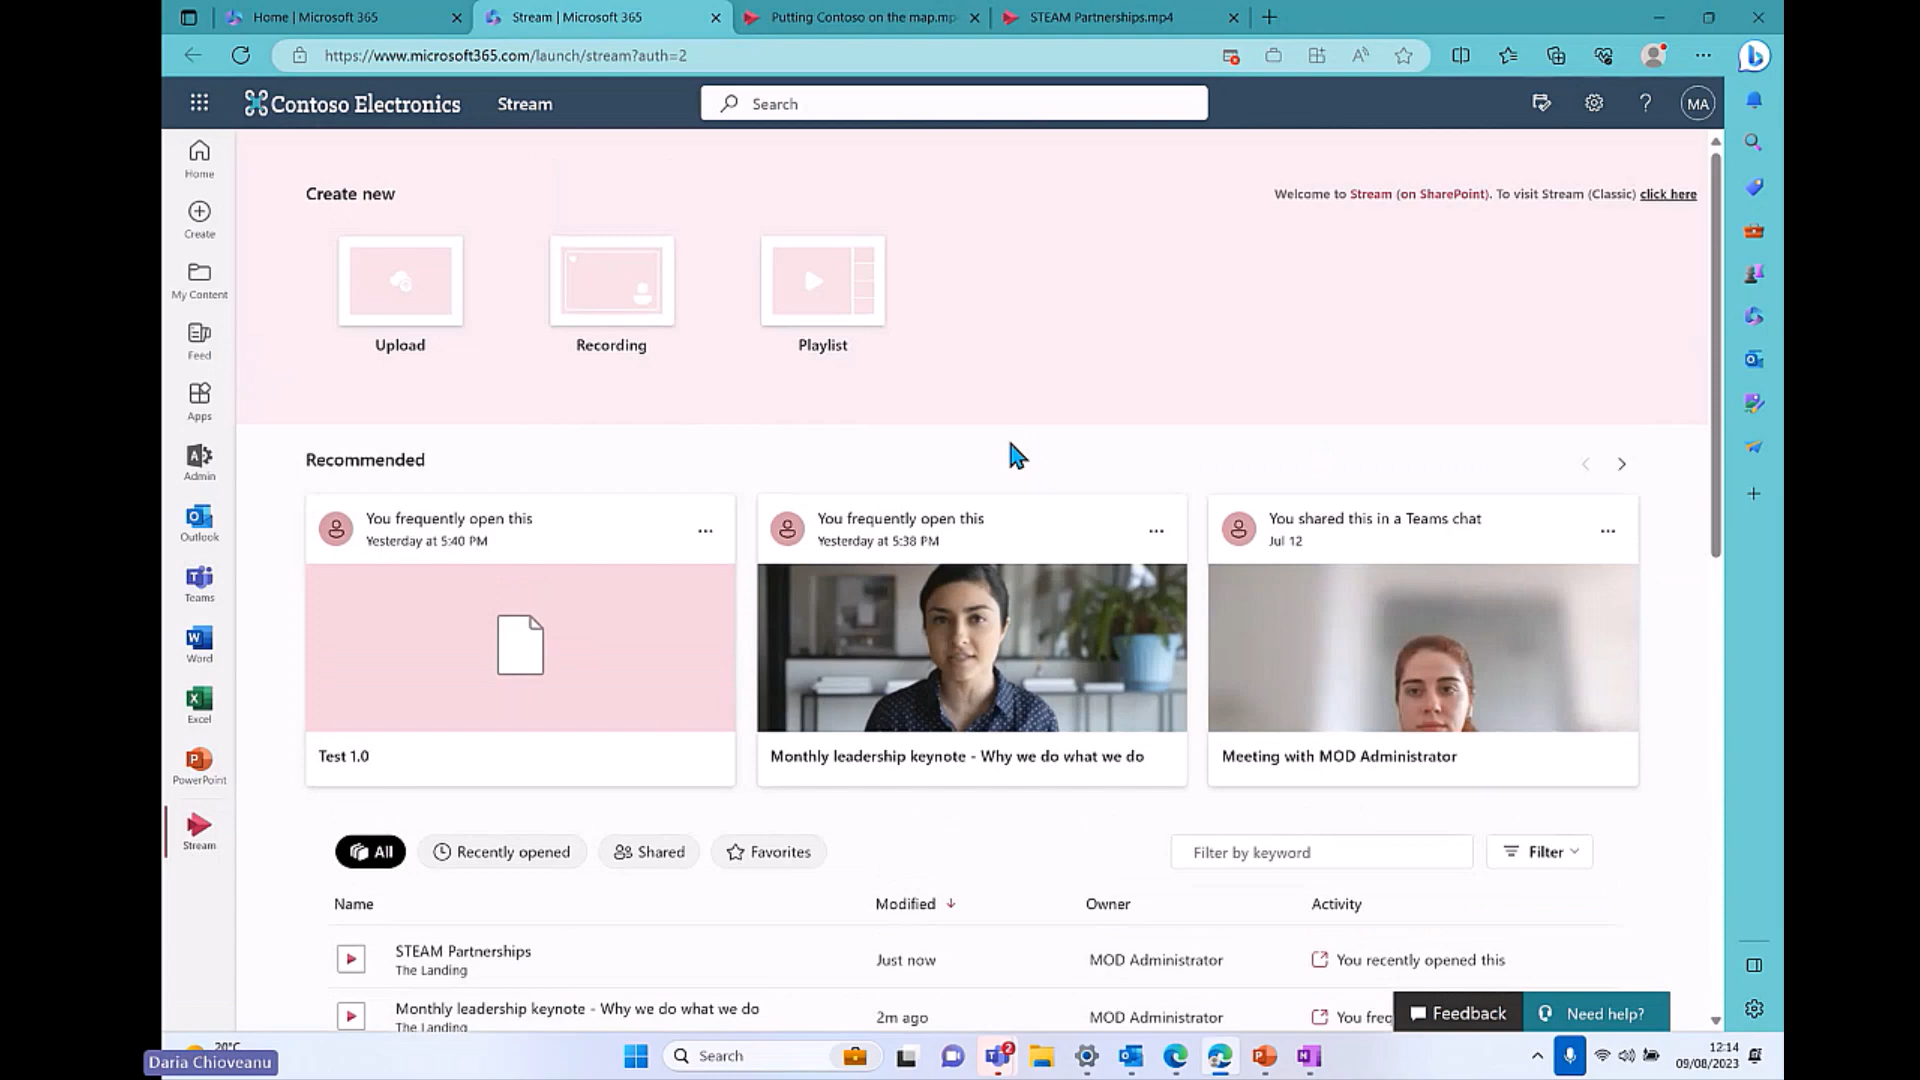 Home | Microsoft 365
Stream | Microsoft 365
Putting Contoso on the map.mp
STEAM Partnerships.mp4
https://www.microsoft365.com/launch/stream?auth=2
Contoso Electronics
Stream
Search
MA
Home
Create
My Content
Feed
Apps
Admin
Outlook
Teams
Word
Excel
PowerPoint
Stream
Create new
Welcome to Stream (on SharePoint). To visit Stream (Classic) click here
Upload
Recording
Playlist
Recommended
You frequently open this
Yesterday at 5:40 PM
Test 1.0
You frequently open this
Yesterday at 5:38 PM
Monthly leadership keynote - Why we do what we do
You shared this in a Teams chat
Jul 12
Meeting with MOD Administrator
All
Recently opened
Shared
Favorites
Filter by keyword
Filter
Name
Modified
Owner
Activity
STEAM Partnerships
The Landing
Just now
MOD Administrator
You recently opened this
Monthly leadership keynote - Why we do what we do
The Landing
2m ago
MOD Administrator
You freq
Feedback
Need help?
20°C
Daria Chioveanu
Search
2
12:14
09/08/2023